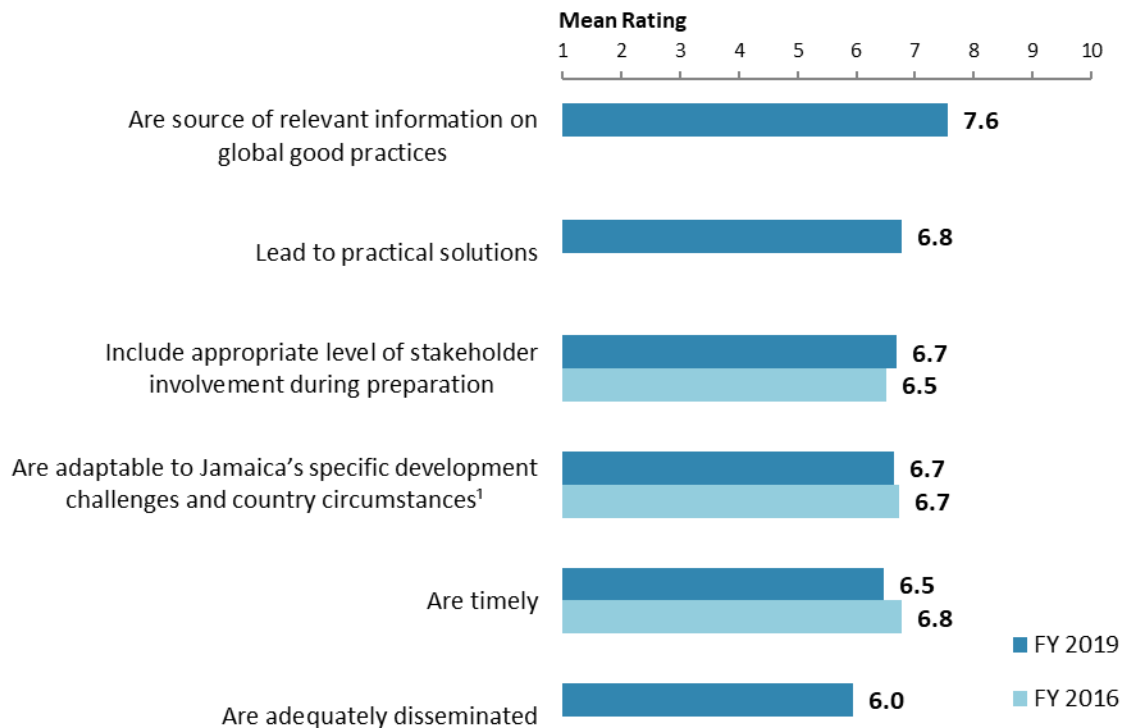 Mean Rating
1 2 3 4 5 6 7 8 9 10
Are source of relevant information on
global good practices
7.6
Lead to practical solutions
6.8
Include appropriate level of stakeholder
involvement during preparation
6.7
6.5
Are adaptable to Jamaica’s specific development
challenges and country circumstances¹
6.7
6.7
Are timely
6.5
6.8
FY 2019
FY 2016
Are adequately disseminated
6.0